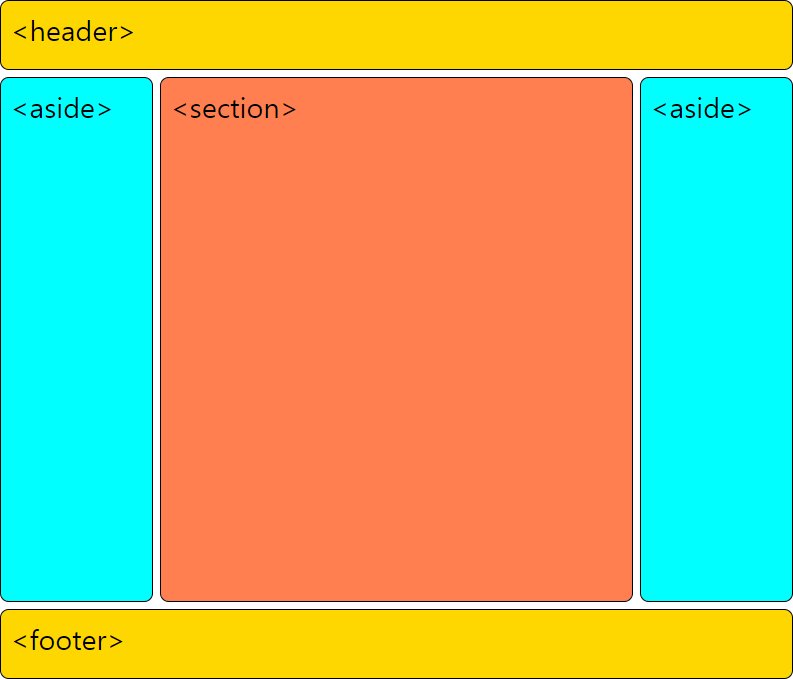 <header>
<aside>
<section>
<aside>
<footer>